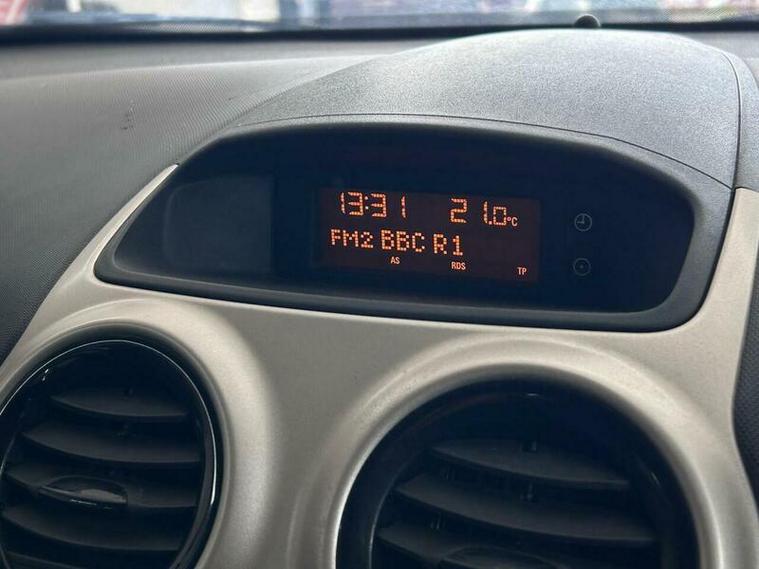 13:31 21.0°C
FM2 BBC R1
AS RDS TP